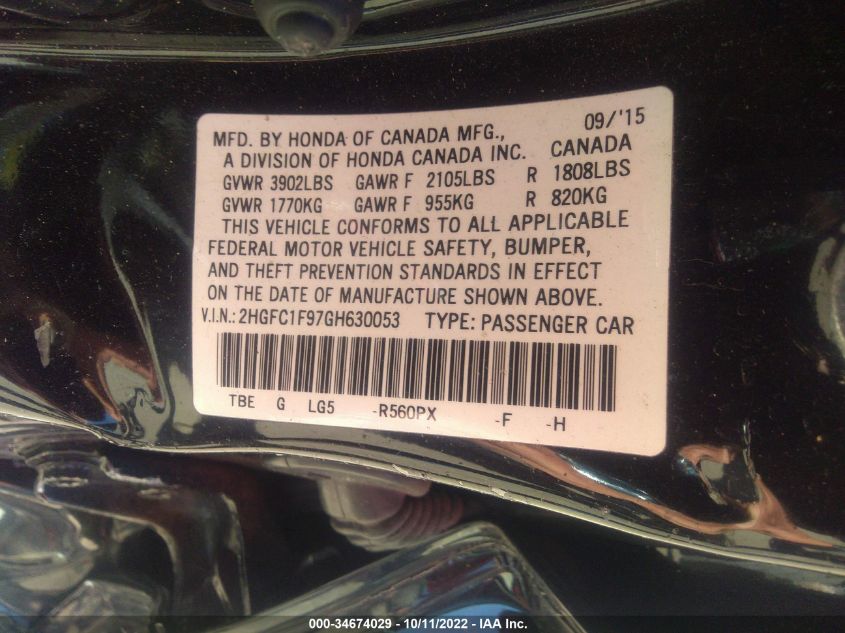 09/'15
MFD. BY HONDA OF CANADA MFG.,
A DIVISION OF HONDA CANADA INC. CANADA
GVWR 3902LBS GAWR F 2105LBS R 1808LBS
GVWR 1770KG GAWR F 955KG R 820KG
THIS VEHICLE CONFORMS TO ALL APPLICABLE
FEDERAL MOTOR VEHICLE SAFETY, BUMPER,
AND THEFT PREVENTION STANDARDS IN EFFECT
ON THE DATE OF MANUFACTURE SHOWN ABOVE.
V.I.N.: 2HGFC1F97GH630053 TYPE: PASSENGER CAR
TBE G LG5 -R560PX -F -H
000-34674029 - 10/11/2022 - IAA Inc.